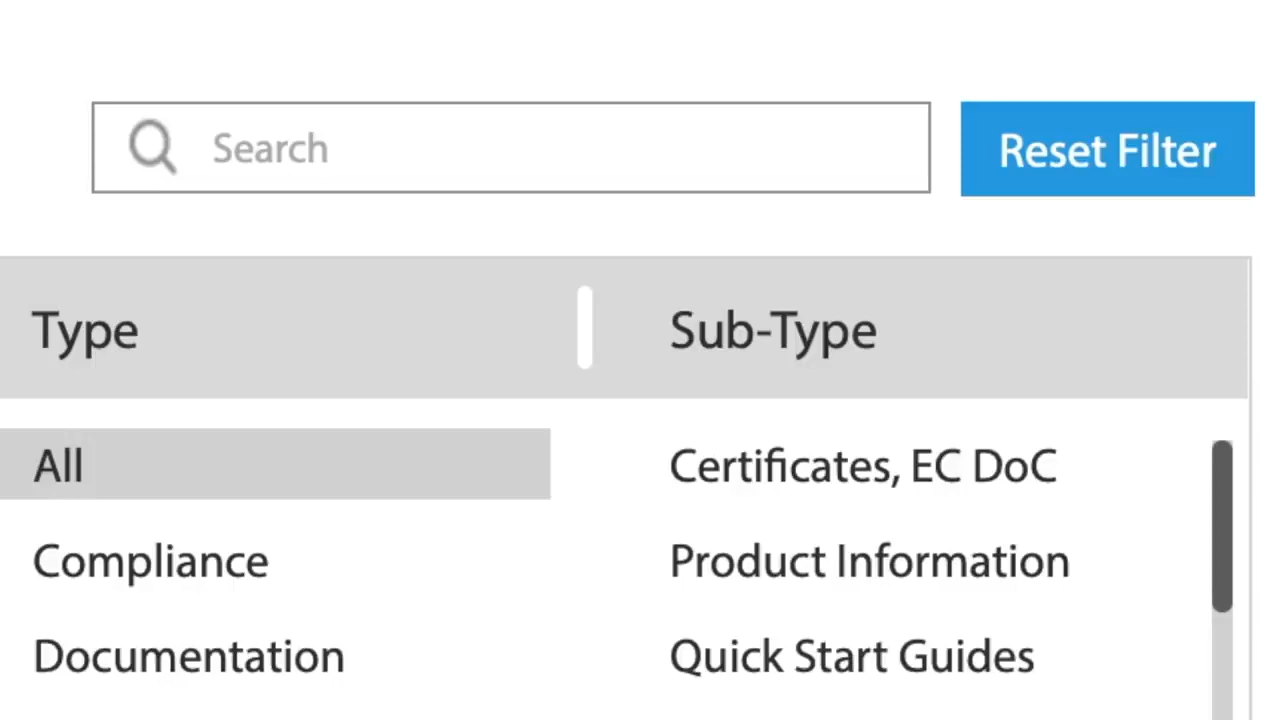 Search
Reset Filter
Type
Sub-Type
All
Certificates, EC DoC
Compliance
Product Information
Documentation
Quick Start Guides